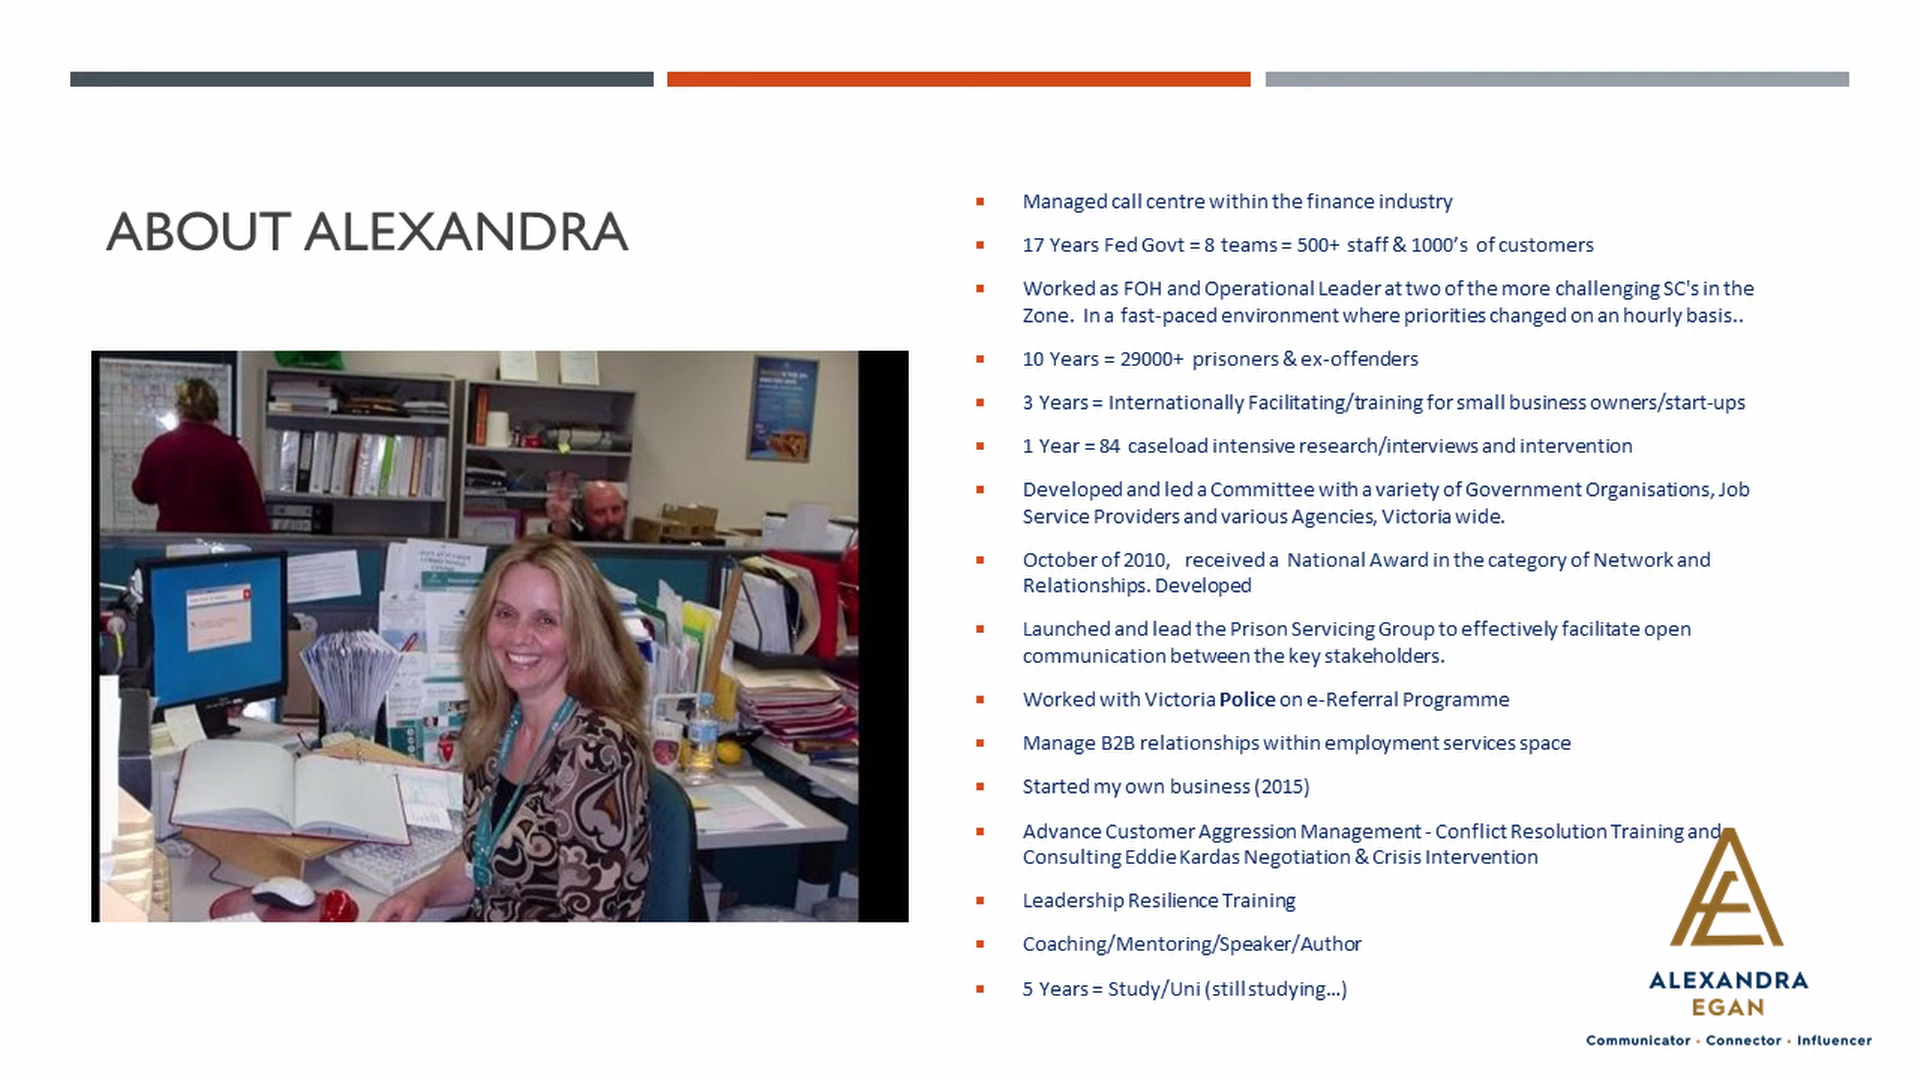 ABOUT ALEXANDRA
Managed call centre within the finance industry
17 Years Fed Govt = 8 teams = 500+ staff & 1000’s of customers
Worked as FOH and Operational Leader at two of the more challenging SC's in the
Zone. In a fast-paced environment where priorities changed on an hourly basis..
10 Years = 29000+ prisoners & ex-offenders
3 Years = Internationally Facilitating/training for small business owners/start-ups
1 Year = 84 caseload intensive research/interviews and intervention
Developed and led a Committee with a variety of Government Organisations, Job
Service Providers and various Agencies, Victoria wide.
October of 2010, received a National Award in the category of Network and
Relationships. Developed
Launched and lead the Prison Servicing Group to effectively facilitate open
communication between the key stakeholders.
Worked with Victoria Police on e-Referral Programme
Manage B2B relationships within employment services space
Started my own business (2015)
Advance Customer Aggression Management - Conflict Resolution Training and
Consulting Eddie Kardas Negotiation & Crisis Intervention
Leadership Resilience Training
Coaching/Mentoring/Speaker/Author
5 Years = Study/Uni (still studying…)
ALEXANDRA
EGAN
Communicator • Connector • Influencer